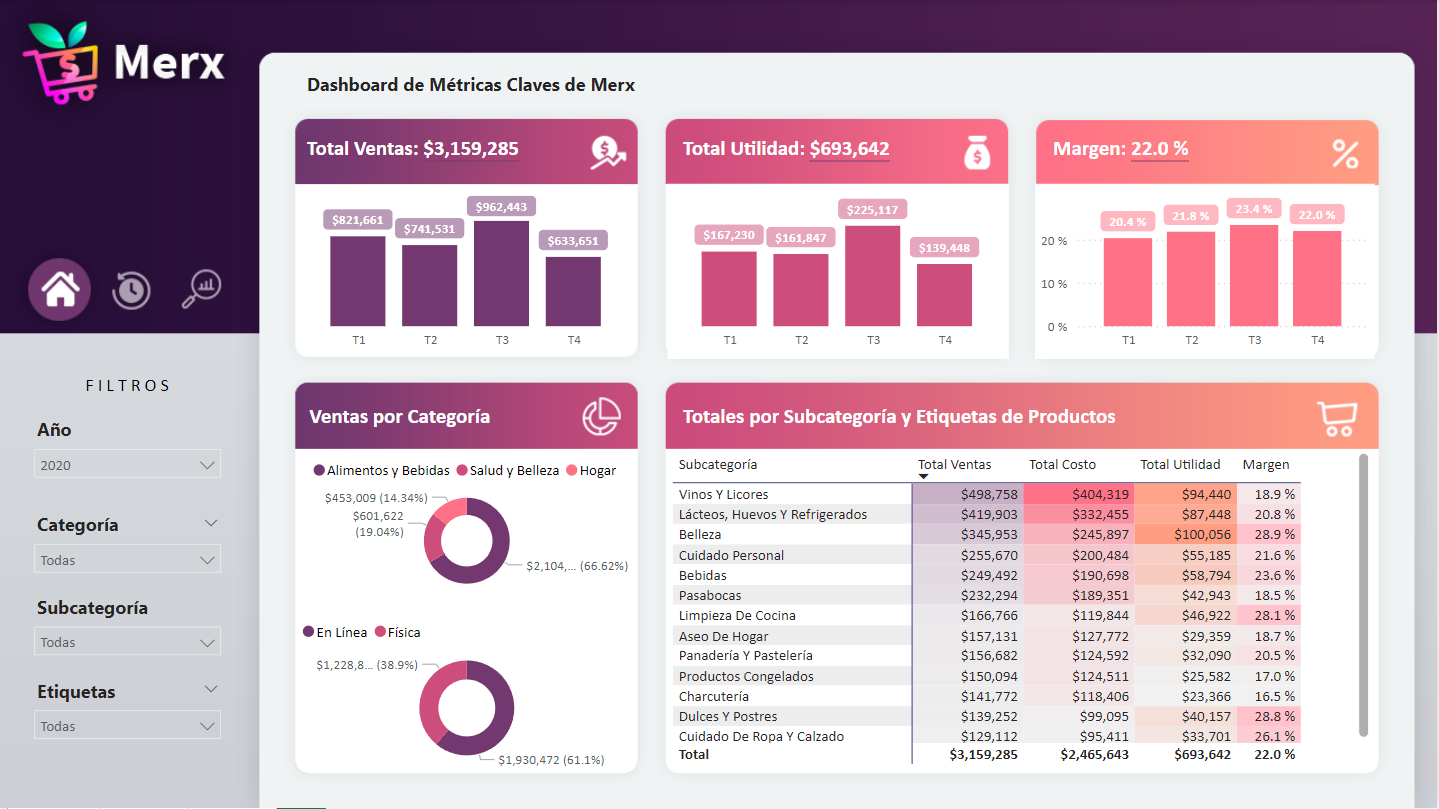 Merx
Dashboard de Métricas Claves de Merx
Total Ventas: $3,159,285
$821,661
$741,531
$962,443
$633,651
T1 T2 T3 T4
Total Utilidad: $693,642
$167,230
$161,847
$225,117
$139,448
T1 T2 T3 T4
Margen: 22.0 %
20.4 %
21.8 %
23.4 %
22.0 %
20 %
10 %
0 %
T1 T2 T3 T4
FILTROS
Año
2020
Categoría
Todas
Subcategoría
Todas
Etiquetas
Todas
Ventas por Categoría
Alimentos y Bebidas Salud y Belleza Hogar
$453,009 (14.34%)
$601,622
(19.04%)
$2,104,... (66.62%)
En Línea Física
$1,228,8... (38.9%)
$1,930,472 (61.1%)
Totales por Subcategoría y Etiquetas de Productos
Subcategoría Total Ventas Total Costo Total Utilidad Margen
Vinos Y Licores $498,758 $404,319 $94,440 18.9 %
Lácteos, Huevos Y Refrigerados $419,903 $332,455 $87,448 20.8 %
Belleza $345,953 $245,897 $100,056 28.9 %
Cuidado Personal $255,670 $200,484 $55,185 21.6 %
Bebidas $249,492 $190,698 $58,794 23.6 %
Pasabocas $232,294 $189,351 $42,943 18.5 %
Limpieza De Cocina $166,766 $119,844 $46,922 28.1 %
Aseo De Hogar $157,131 $127,772 $29,359 18.7 %
Panadería Y Pastelería $156,682 $124,592 $32,090 20.5 %
Productos Congelados $150,094 $124,511 $25,582 17.0 %
Charcutería $141,772 $118,406 $23,366 16.5 %
Dulces Y Postres $139,252 $99,095 $40,157 28.8 %
Cuidado De Ropa Y Calzado $129,112 $95,411 $33,701 26.1 %
Total $3,159,285 $2,465,643 $693,642 22.0 %